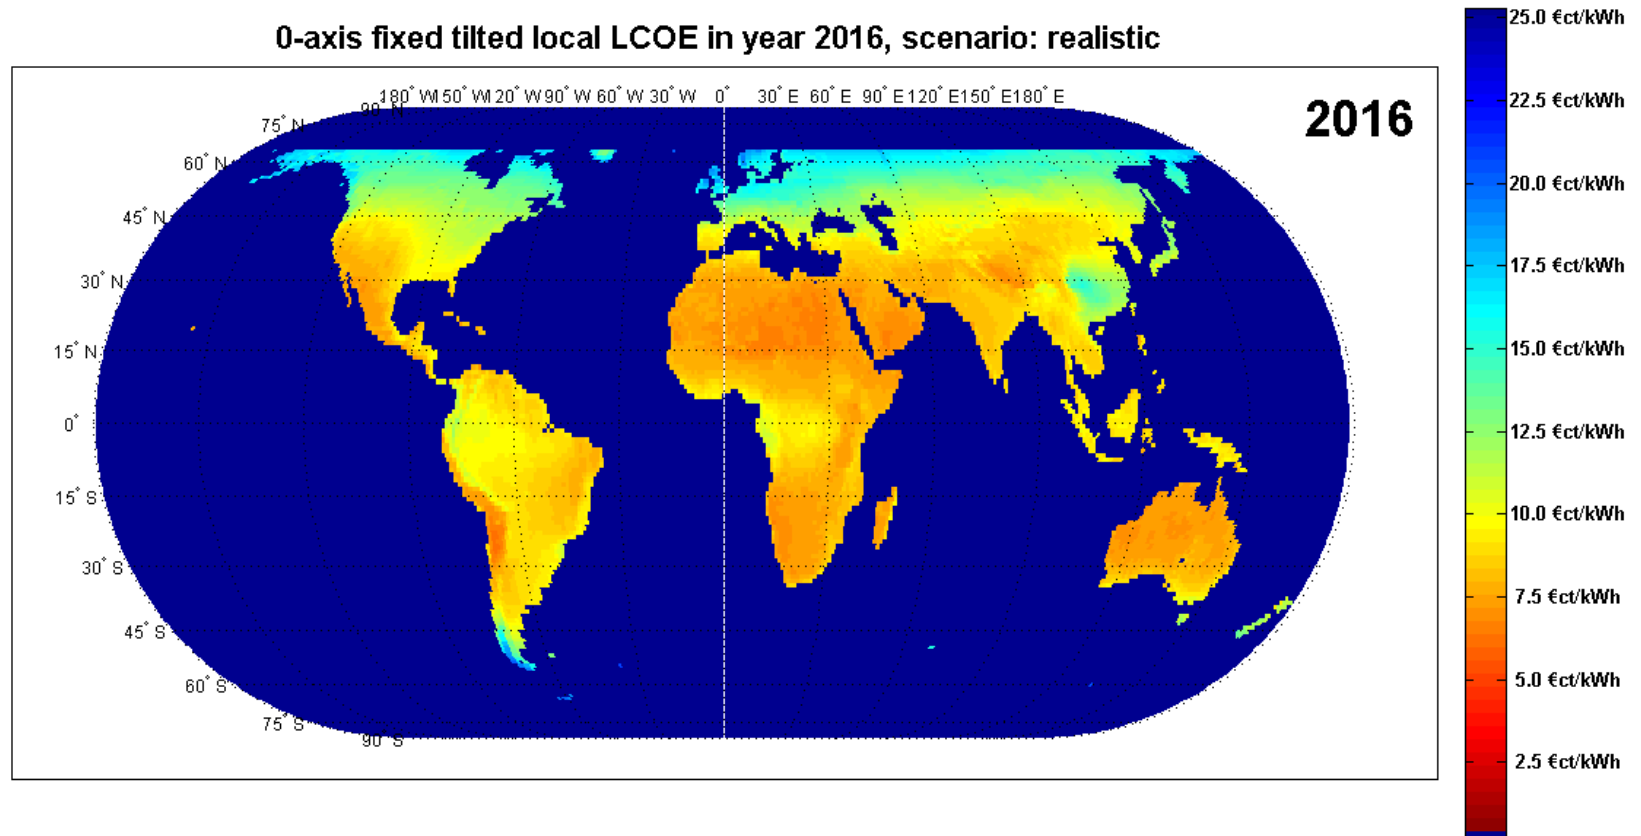 0-axis fixed tilted local LCOE in year 2016, scenario: realistic
2016
180° W 150° W 120° W 90° W 60° W 30° W 0° 30° E 60° E 90° E 120° E 150° E 180° E
90° N
75° N
60° N
45° N
30° N
15° N
0°
15° S
30° S
45° S
60° S
75° S
90° S
25.0 €ct/kWh
22.5 €ct/kWh
20.0 €ct/kWh
17.5 €ct/kWh
15.0 €ct/kWh
12.5 €ct/kWh
10.0 €ct/kWh
7.5 €ct/kWh
5.0 €ct/kWh
2.5 €ct/kWh